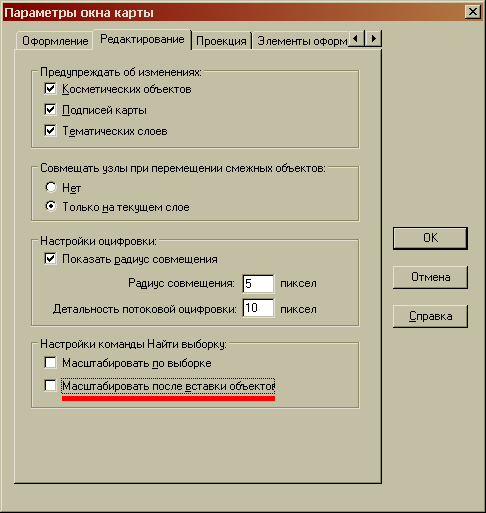 Параметры окна карты
Оформление Редактирование Проекция Элементы оформ
Предупреждать об изменениях:
Косметических объектов
Подписей карты
Тематических слоев
Совмещать узлы при перемещении смежных объектов:
Нет
Только на текущем слое
Настройки оцифровки:
Показать радиус совмещения
Радиус совмещения: 5 пиксел
Детальность потоковой оцифровки: 10 пиксел
Настройки команды Найти выборку:
Масштабировать по выборке
Масштабировать после вставки объектов
OK
Отмена
Справка